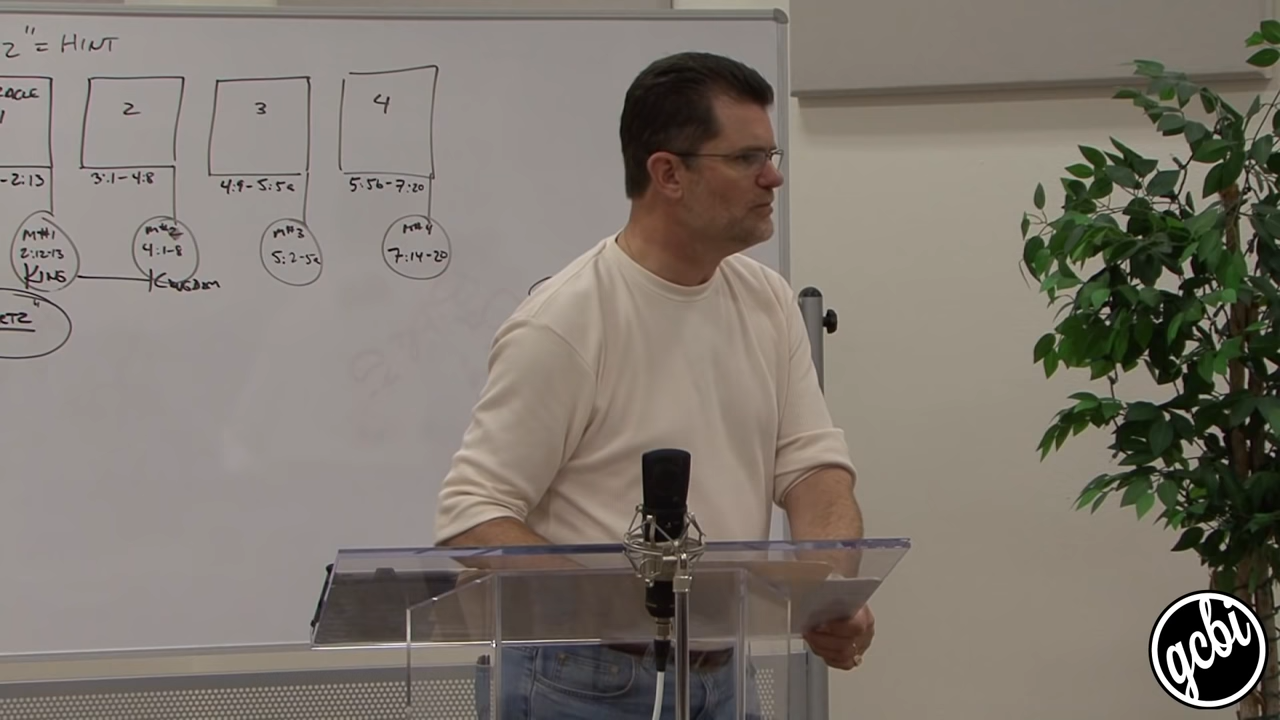 2" = HINT
1
2
3
4
-2:13
3:1-4:8
4:9-5:5a
5:5b-7:20
M#1
2:12-13
KING
M#2
4:1-8
KINGDOM
M#3
5:2-5a
M#4
7:14-20
gcbi